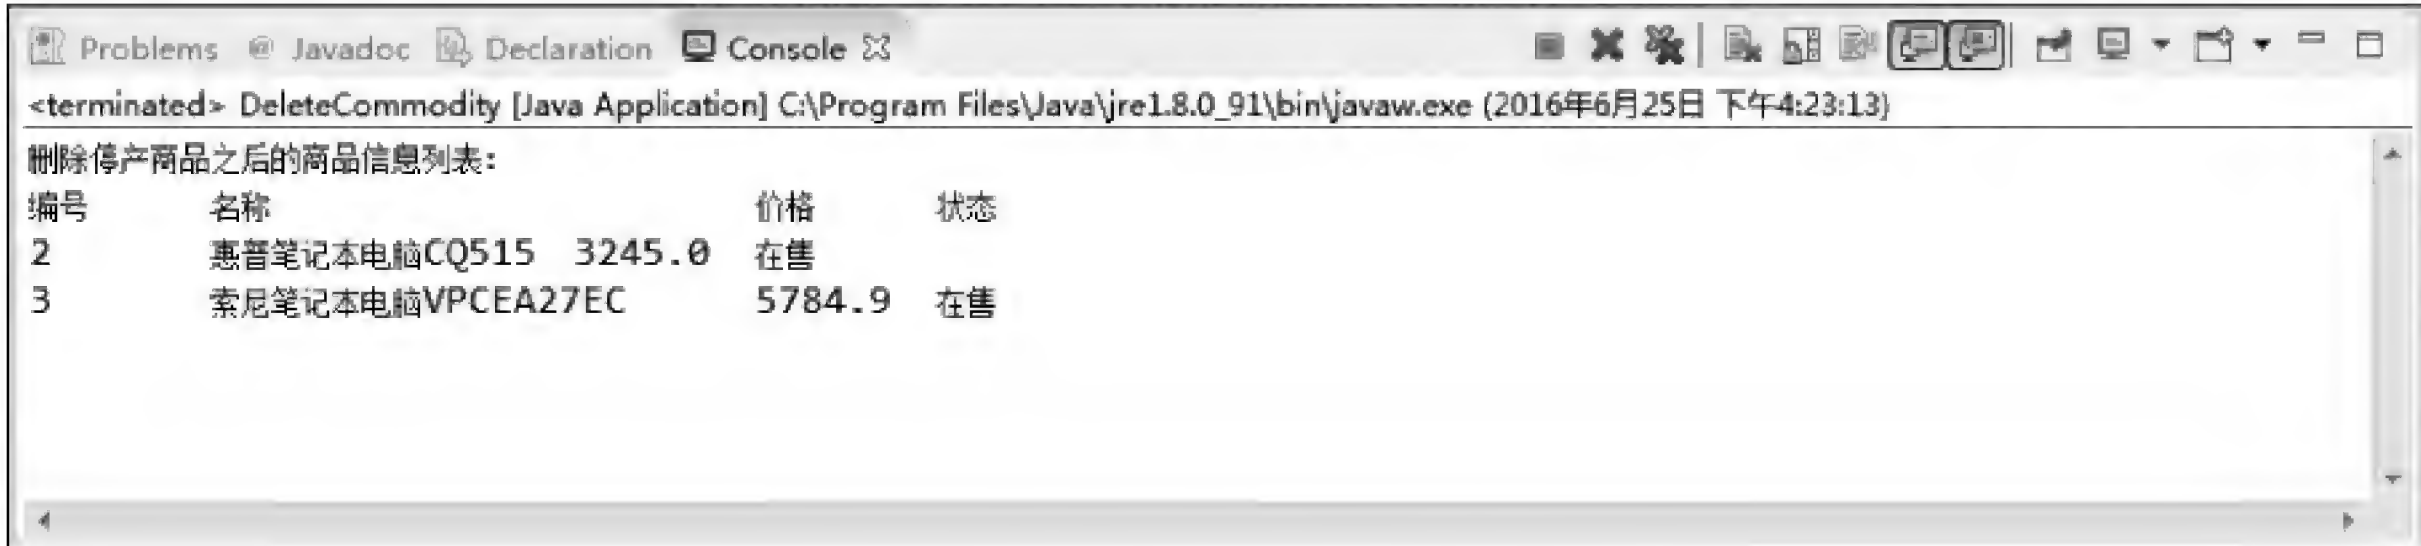 Problems @ Javadoc Declaration Console
<terminated> DeleteCommodity [Java Application] C:\Program Files\Java\jre1.8.0_91\bin\javaw.exe (2016年6月25日 下午4:23:13)
删除停产商品之后的商品信息列表:
编号 名称 价格 状态
2 惠普笔记本电脑CQ515 3245.0 在售
3 索尼笔记本电脑VPCEA27EC 5784.9 在售